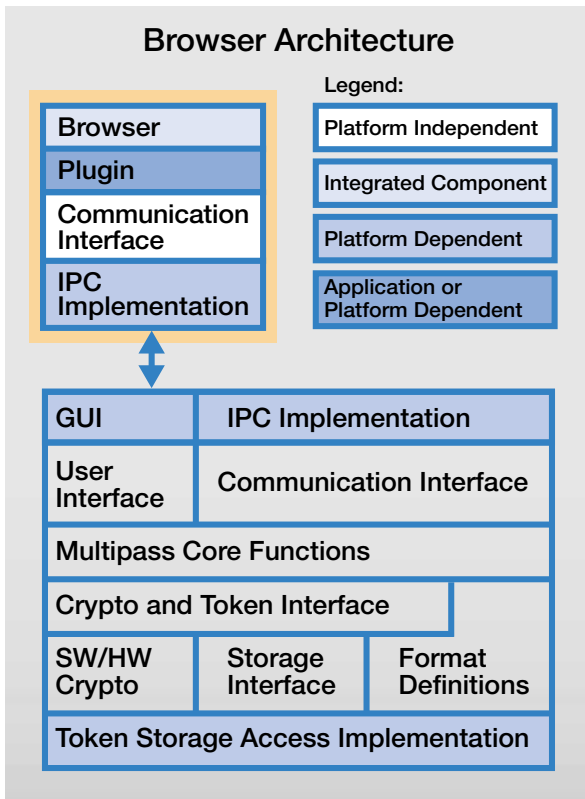 Browser Architecture
Browser
Plugin
Communication
Interface
IPC
Implementation
Legend:
Platform Independent
Integrated Component
Platform Dependent
Application or
Platform Dependent
GUI
IPC Implementation
User
Interface
Communication Interface
Multipass Core Functions
Crypto and Token Interface
SW/HW
Crypto
Storage
Interface
Format
Definitions
Token Storage Access Implementation